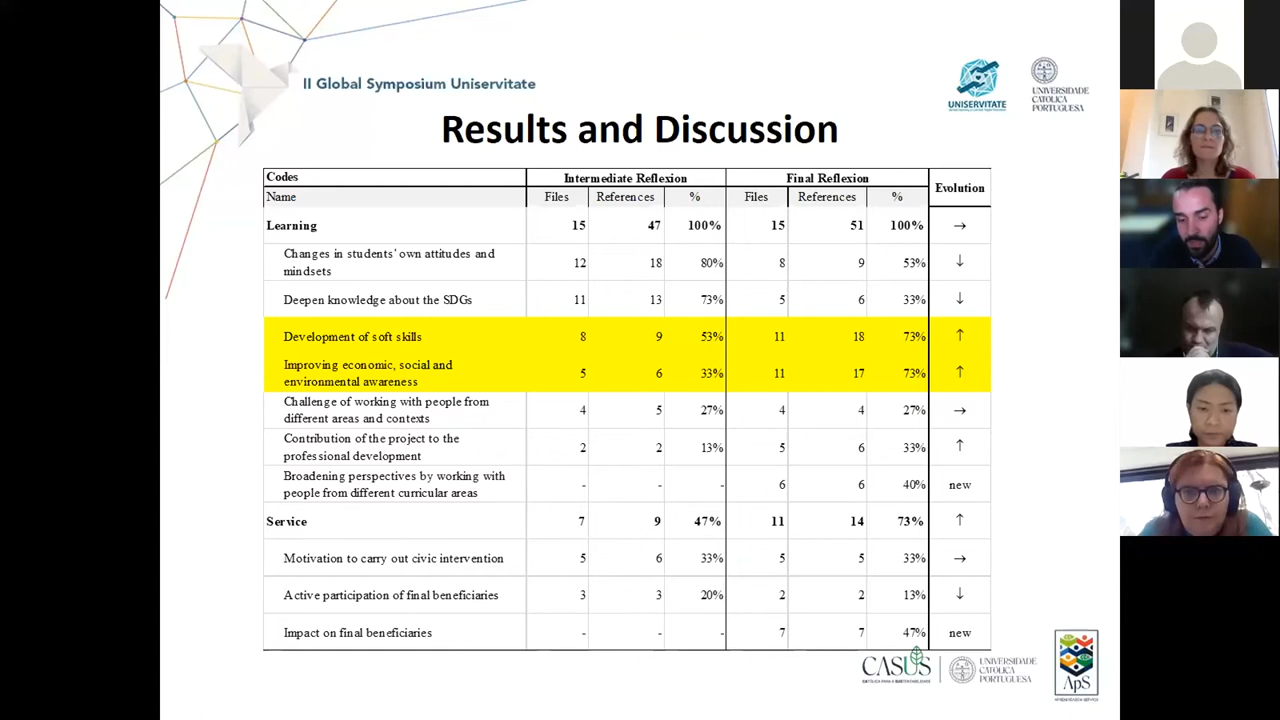 II Global Symposium Uniservitate
UNISERVITATE
UNIVERSIDADE
CATÓLICA
PORTUGUESA
Results and Discussion
Codes Intermediate Reflexion Final Reflexion Evolution
Name Files References % Files References %
Learning 15 47 100% 15 51 100% →
Changes in students' own attitudes and
mindsets 12 18 80% 8 9 53% ↓
Deepen knowledge about the SDGs 11 13 73% 5 6 33% ↓
Development of soft skills 8 9 53% 11 18 73% ↑
Improving economic, social and
environmental awareness 5 6 33% 11 17 73% ↑
Challenge of working with people from
different areas and contexts 4 5 27% 4 4 27% →
Contribution of the project to the
professional development 2 2 13% 5 6 33% ↑
Broadening perspectives by working with
people from different curricular areas - - - 6 6 40% new
Service 7 9 47% 11 14 73% ↑
Motivation to carry out civic intervention 5 6 33% 5 5 33% →
Active participation of final beneficiaries 3 3 20% 2 2 13% ↓
Impact on final beneficiaries - - - 7 7 47% new
CASUS
CATÓLICA PARA A SUSTENTABILIDADE
UNIVERSIDADE
CATÓLICA
PORTUGUESA
ApS